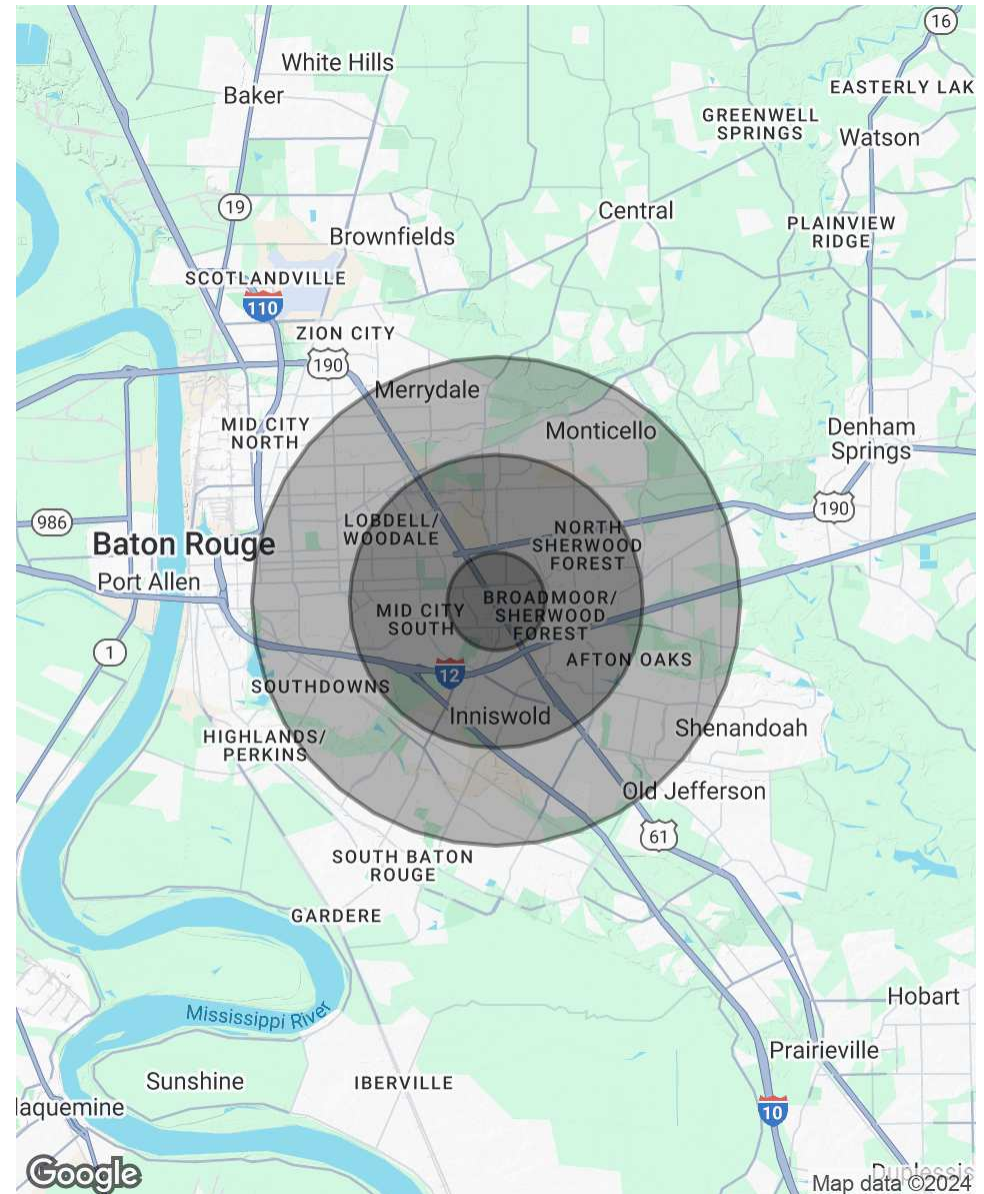 16
White Hills
EASTERLY LAK
Baker
GREENWELL
SPRINGS
Watson
19
Central
PLAINVIEW
RIDGE
Brownfields
SCOTLANDVILLE
110
ZION CITY
190
Merrydale
MID CITY
NORTH
Monticello
Denham
Springs
190
986
LOBDELL/
WOODALE
NORTH
SHERWOOD
FOREST
Baton Rouge
Port Allen
BROADMOOR/
SHERWOOD
FOREST
MID CITY
SOUTH
1
AFTON OAKS
12
SOUTHDOWNS
Inniswold
Shenandoah
HIGHLANDS/
PERKINS
Old Jefferson
61
SOUTH BATON
ROUGE
GARDERE
Hobart
Mississippi River
Prairieville
Sunshine
IBERVILLE
laquemine
10
Duplessis
Google
Map data ©2024